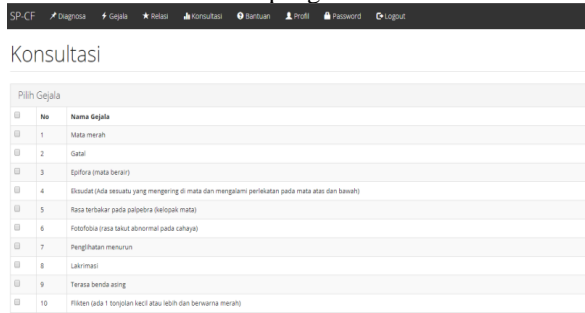 SP-CF Diagnosa Gejala Relasi Konsultasi Bantuan Profil Password Logout
Konsultasi
Pilih Gejala
No Nama Gejala
1 Mata merah
2 Gatal
3 Epifora (mata berair)
4 Eksudat (Ada sesuatu yang mengering di mata dan mengalami perlekatan pada mata atas dan bawah)
5 Rasa terbakar pada palpebra (kelopak mata)
6 Fotofobia (rasa takut abnormal pada cahaya)
7 Penglihatan menurun
8 Lakrimasi
9 Terasa benda asing
10 Flikten (ada 1 tonjolan kecil atau lebih dan berwarna merah)